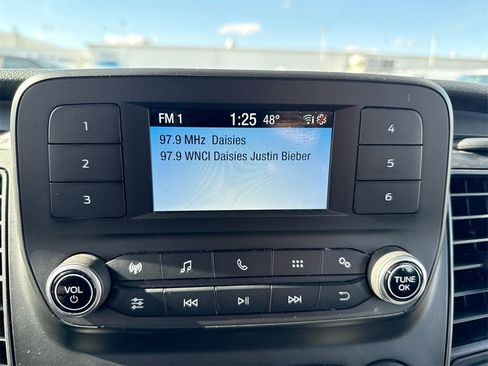 FM 1 1:25 48°
97.9 MHz Daisies
97.9 WNCI Daisies Justin Bieber
1
2
3
4
5
6
VOL
TUNE
OK